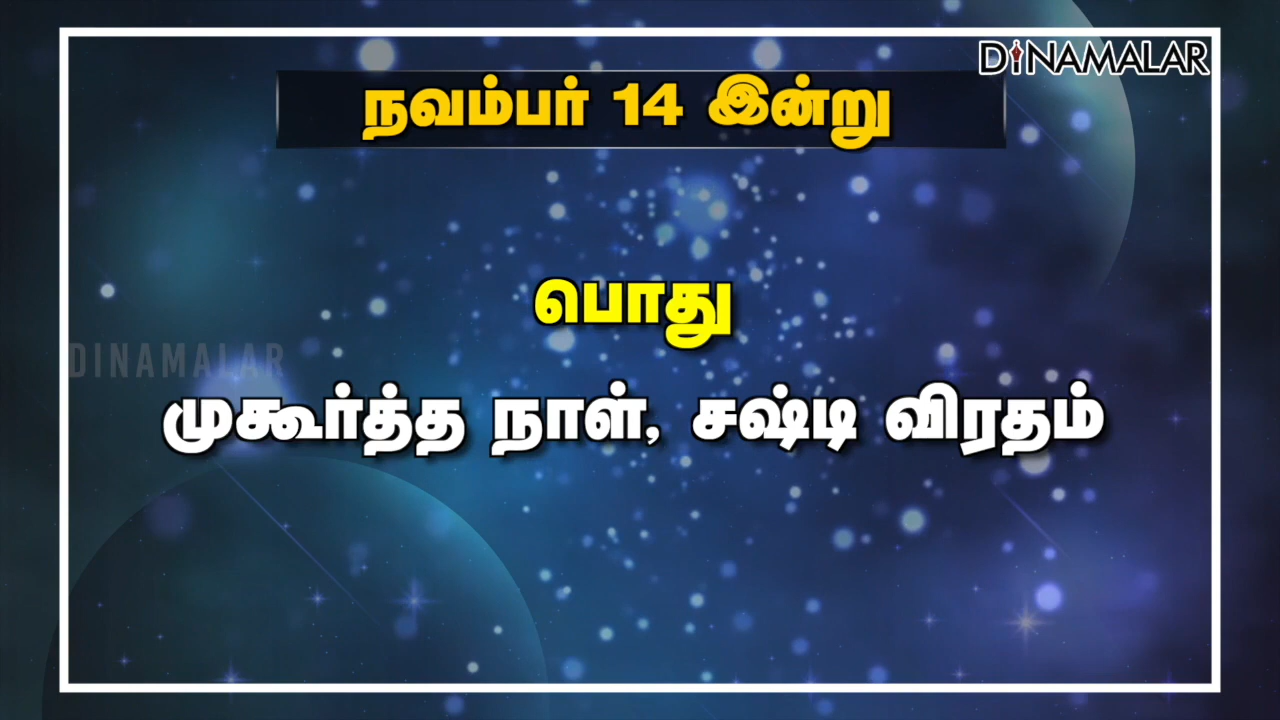 DINAMALAR
நவம்பர் 14 இன்று
பொது
DINAMALAR
முகூர்த்த நாள், சஷ்டி விரதம்